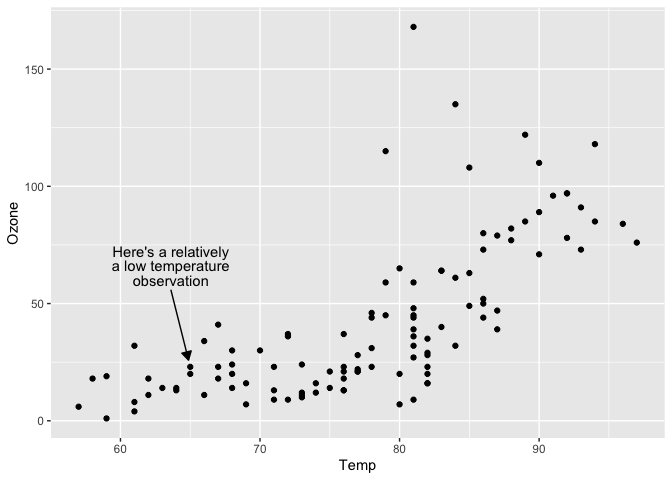 150
100
50
0
Ozone
Here's a relatively
a low temperature
observation
60 70 80 90
Temp